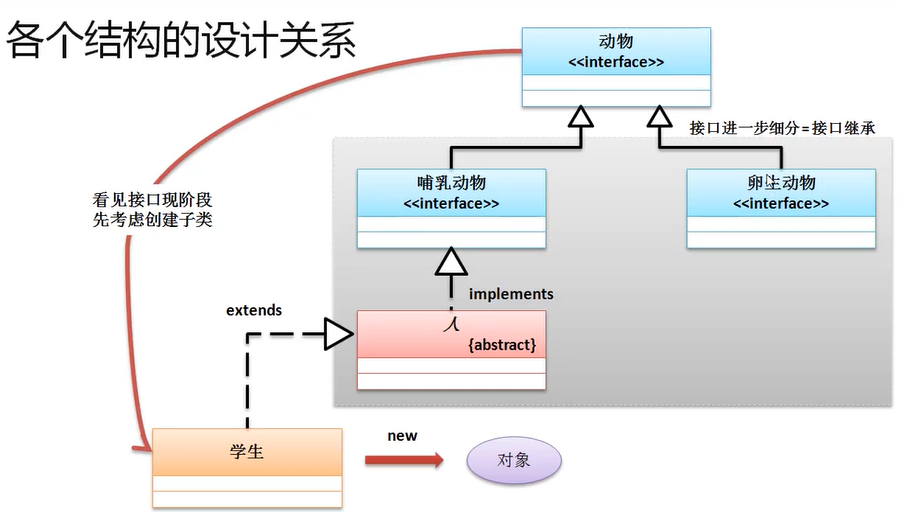 各个结构的设计关系
动物
<<interface>>
接口进一步细分=接口继承
哺乳动物
<<interface>>
卵生动物
<<interface>>
看见接口现阶段
先考虑创建子类
implements
extends
人
{abstract}
学生
new
对象